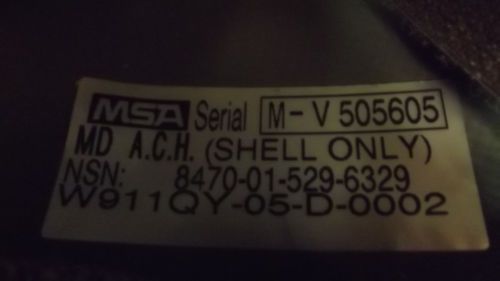 MSA Serial M-V 505605
MD A.C.H. (SHELL ONLY)
NSN: 8470-01-529-6329
W911QY-05-D-0002